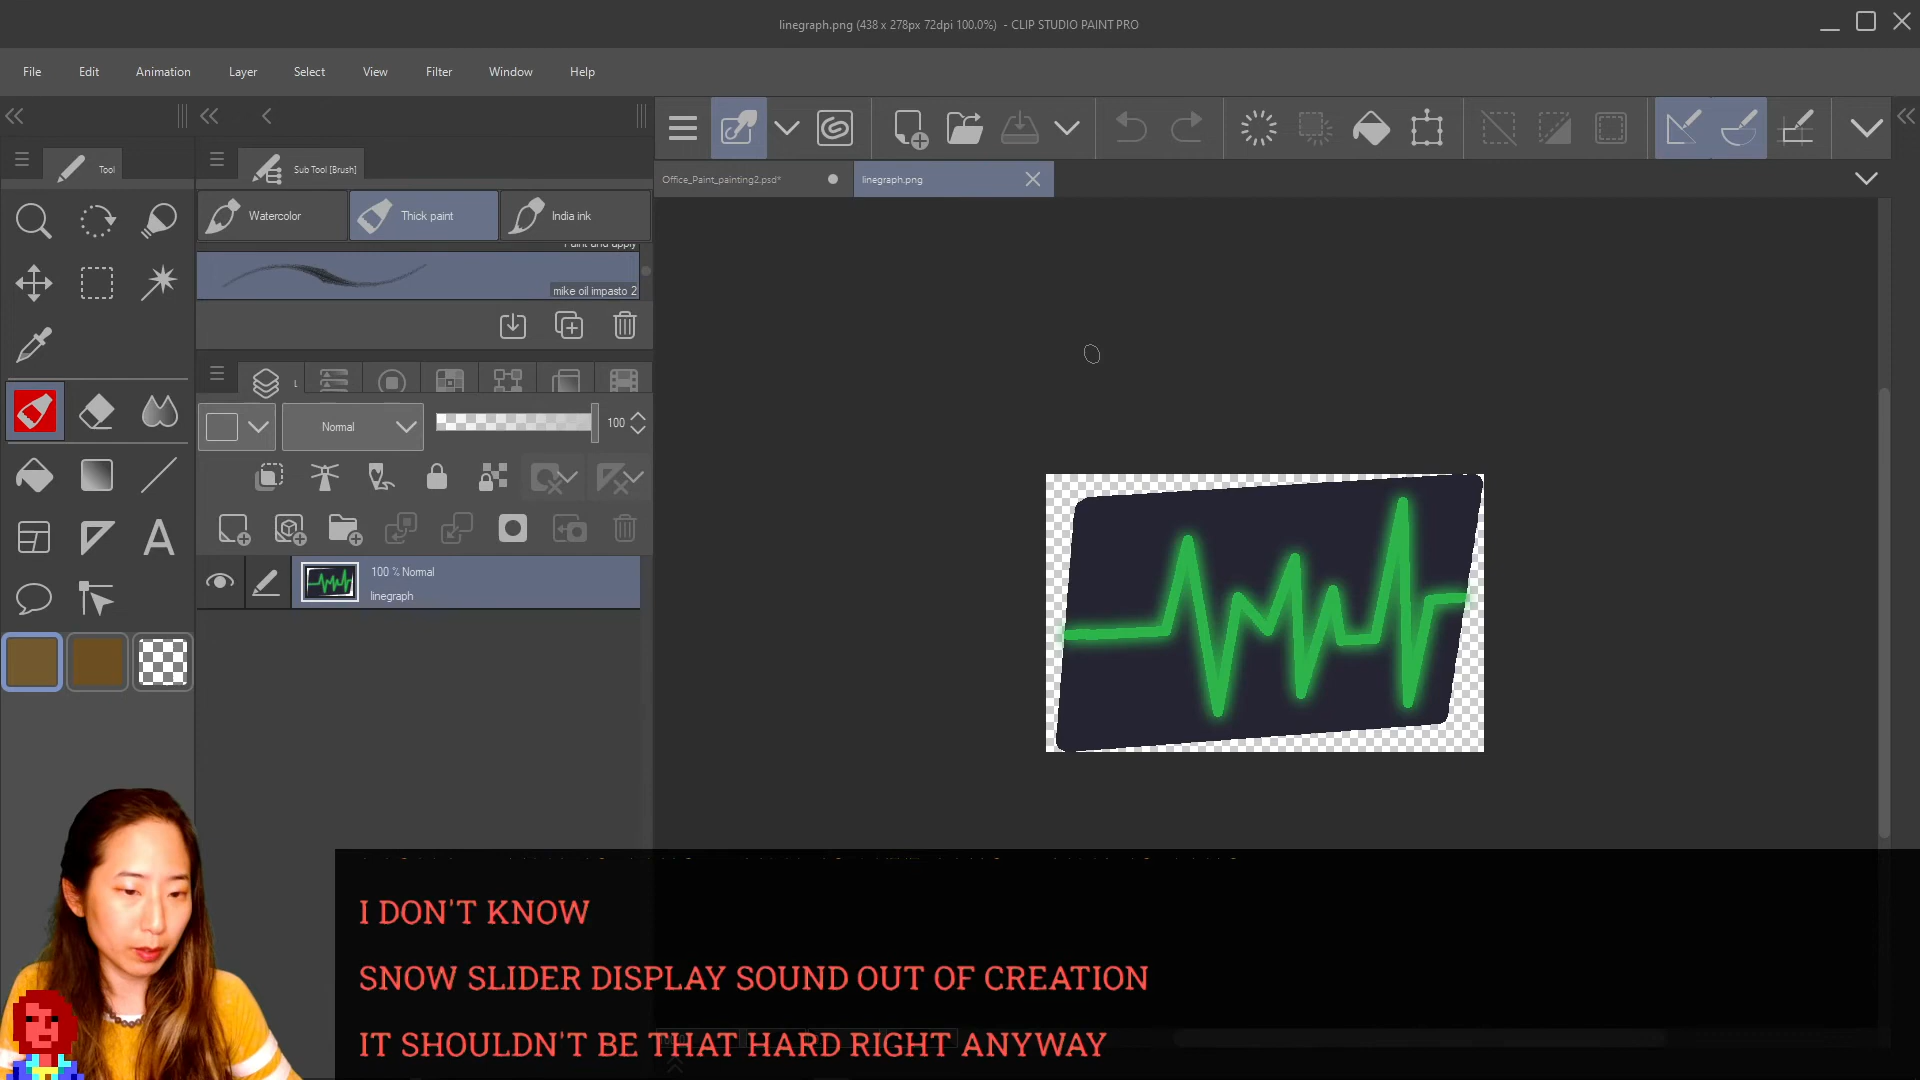 linegraph.png (438 x 278px 72dpi 100.0%) - CLIP STUDIO PAINT PRO
File Edit Animation Layer Select View Filter Window Help
Tool
Sub Tool [Brush]
Office_Paint_painting2.psd*
linegraph.png
Watercolor
Thick paint
India ink
Paint and apply
mike oil impasto 2
L
Normal
100
100 % Normal
linegraph
I DON'T KNOW
SNOW SLIDER DISPLAY SOUND OUT OF CREATION
IT SHOULDN'T BE THAT HARD RIGHT ANYWAY